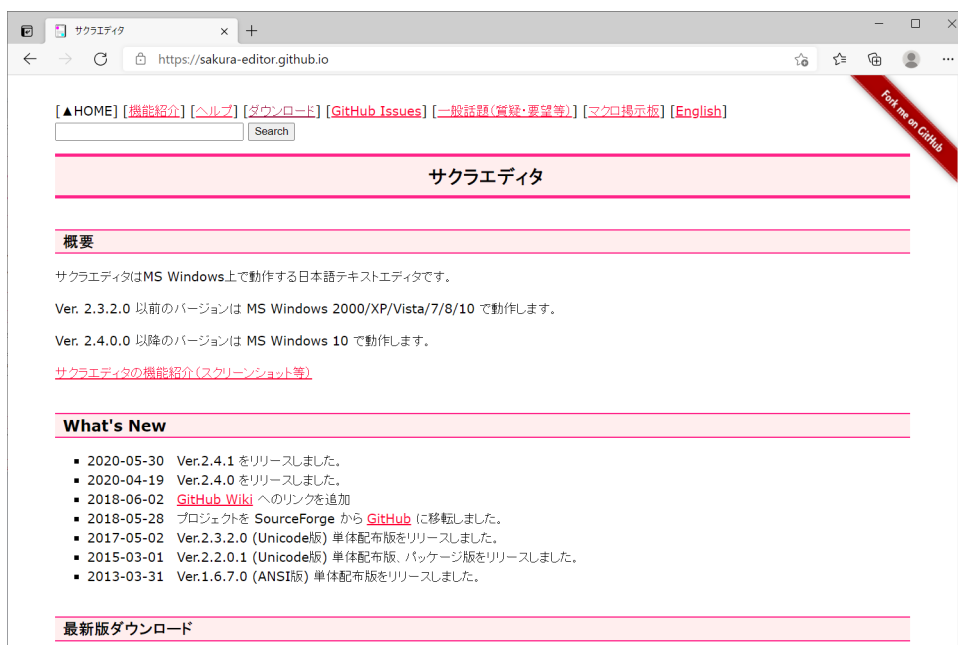 サクラエディタ
https://sakura-editor.github.io
Fork me on GitHub
[▲HOME] [機能紹介] [ヘルプ] [ダウンロード] [GitHub Issues] [一般話題(質疑・要望等)] [マクロ掲示板] [English]
Search
サクラエディタ
概要
サクラエディタはMS Windows上で動作する日本語テキストエディタです。
Ver. 2.3.2.0 以前のバージョンは MS Windows 2000/XP/Vista/7/8/10 で動作します。
Ver. 2.4.0.0 以降のバージョンは MS Windows 10 で動作します。
サクラエディタの機能紹介(スクリーンショット等)
What's New
▪ 2020-05-30 Ver.2.4.1 をリリースしました。
▪ 2020-04-19 Ver.2.4.0 をリリースしました。
▪ 2018-06-02 GitHub Wiki へのリンクを追加
▪ 2018-05-28 プロジェクトを SourceForge から GitHub に移転しました。
▪ 2017-05-02 Ver.2.3.2.0 (Unicode版) 単体配布版をリリースしました。
▪ 2015-03-01 Ver.2.2.0.1 (Unicode版) 単体配布版、パッケージ版をリリースしました。
▪ 2013-03-31 Ver.1.6.7.0 (ANSI版) 単体配布版をリリースしました。
最新版ダウンロード